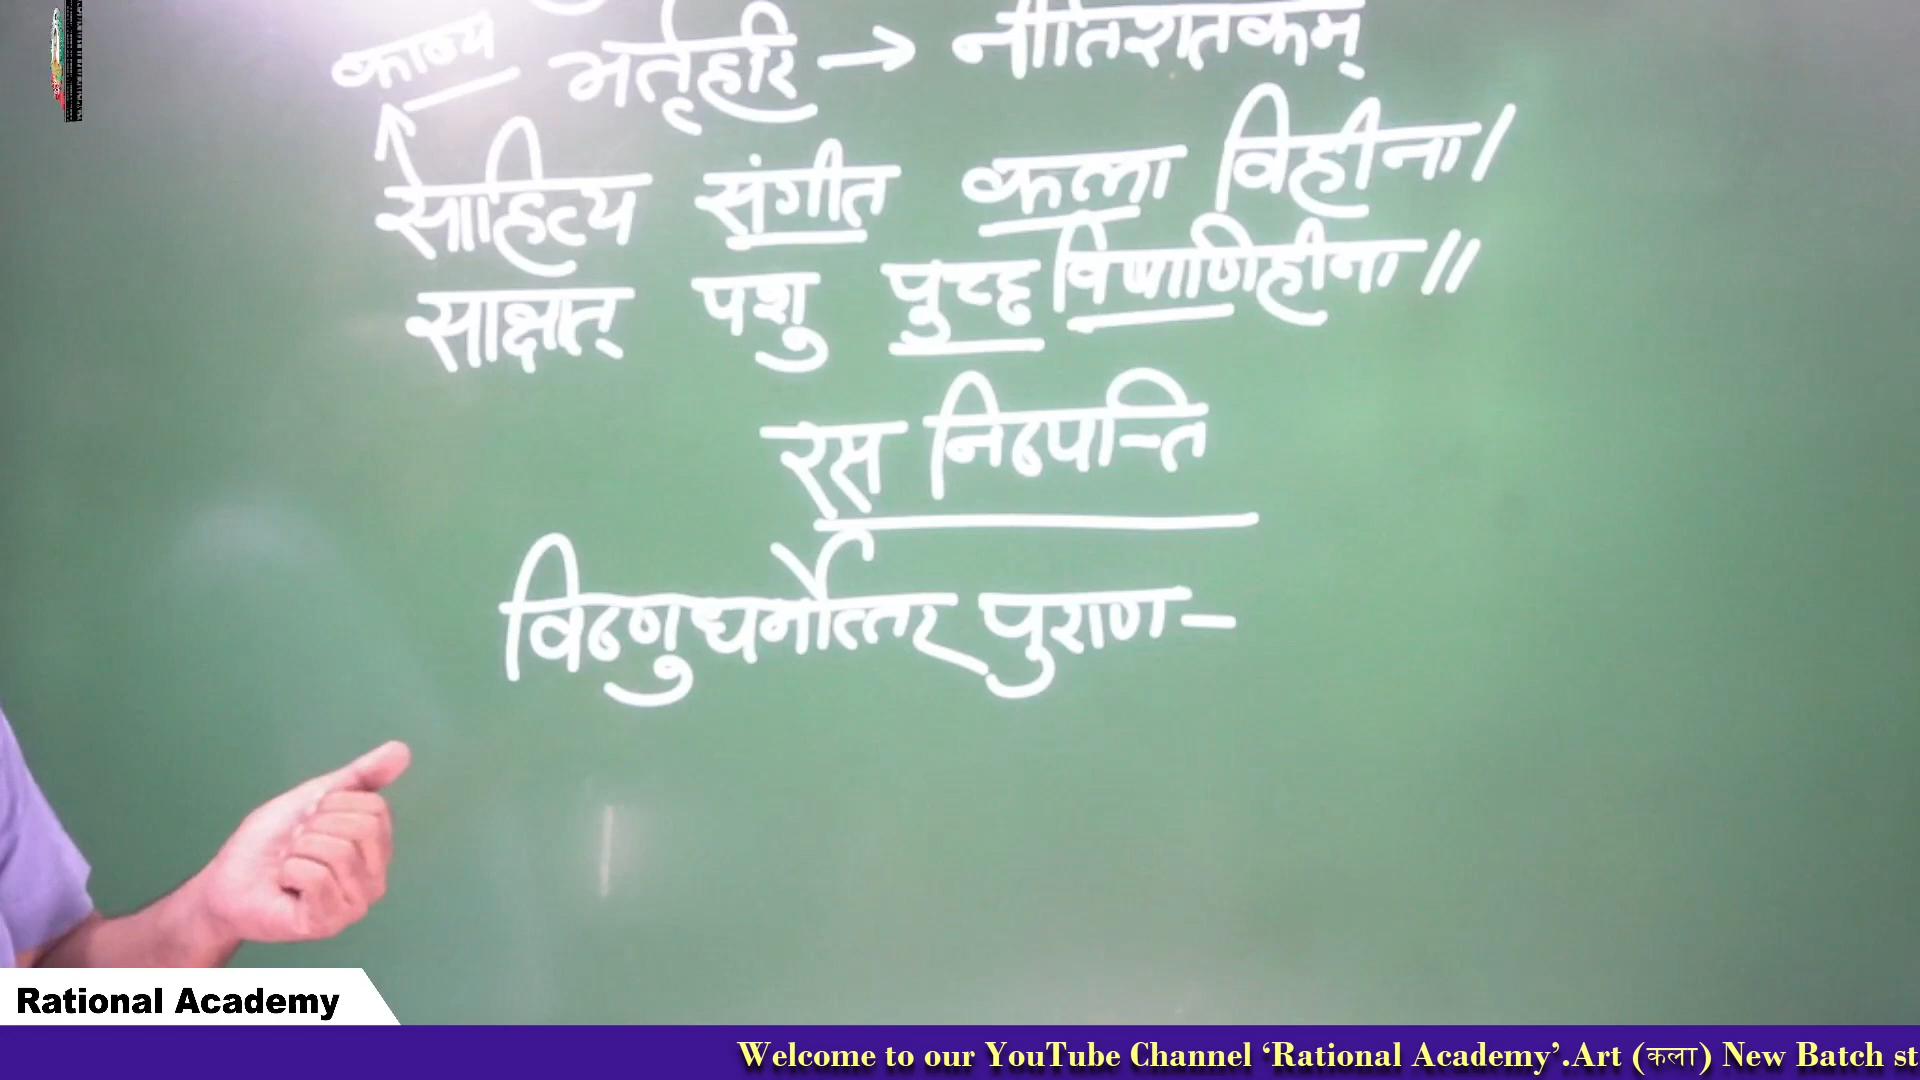 काव्य भर्तृहरि → नीतिशतकम्
साहित्य संगीत कला विहीना।
साक्षात् पशु पुच्छ विषाणहीना॥
रस निष्पत्ति
विष्णुधर्मोत्तर पुराण –
Rational Academy
Welcome to our YouTube Channel ‘Rational Academy’.Art (कला) New Batch st